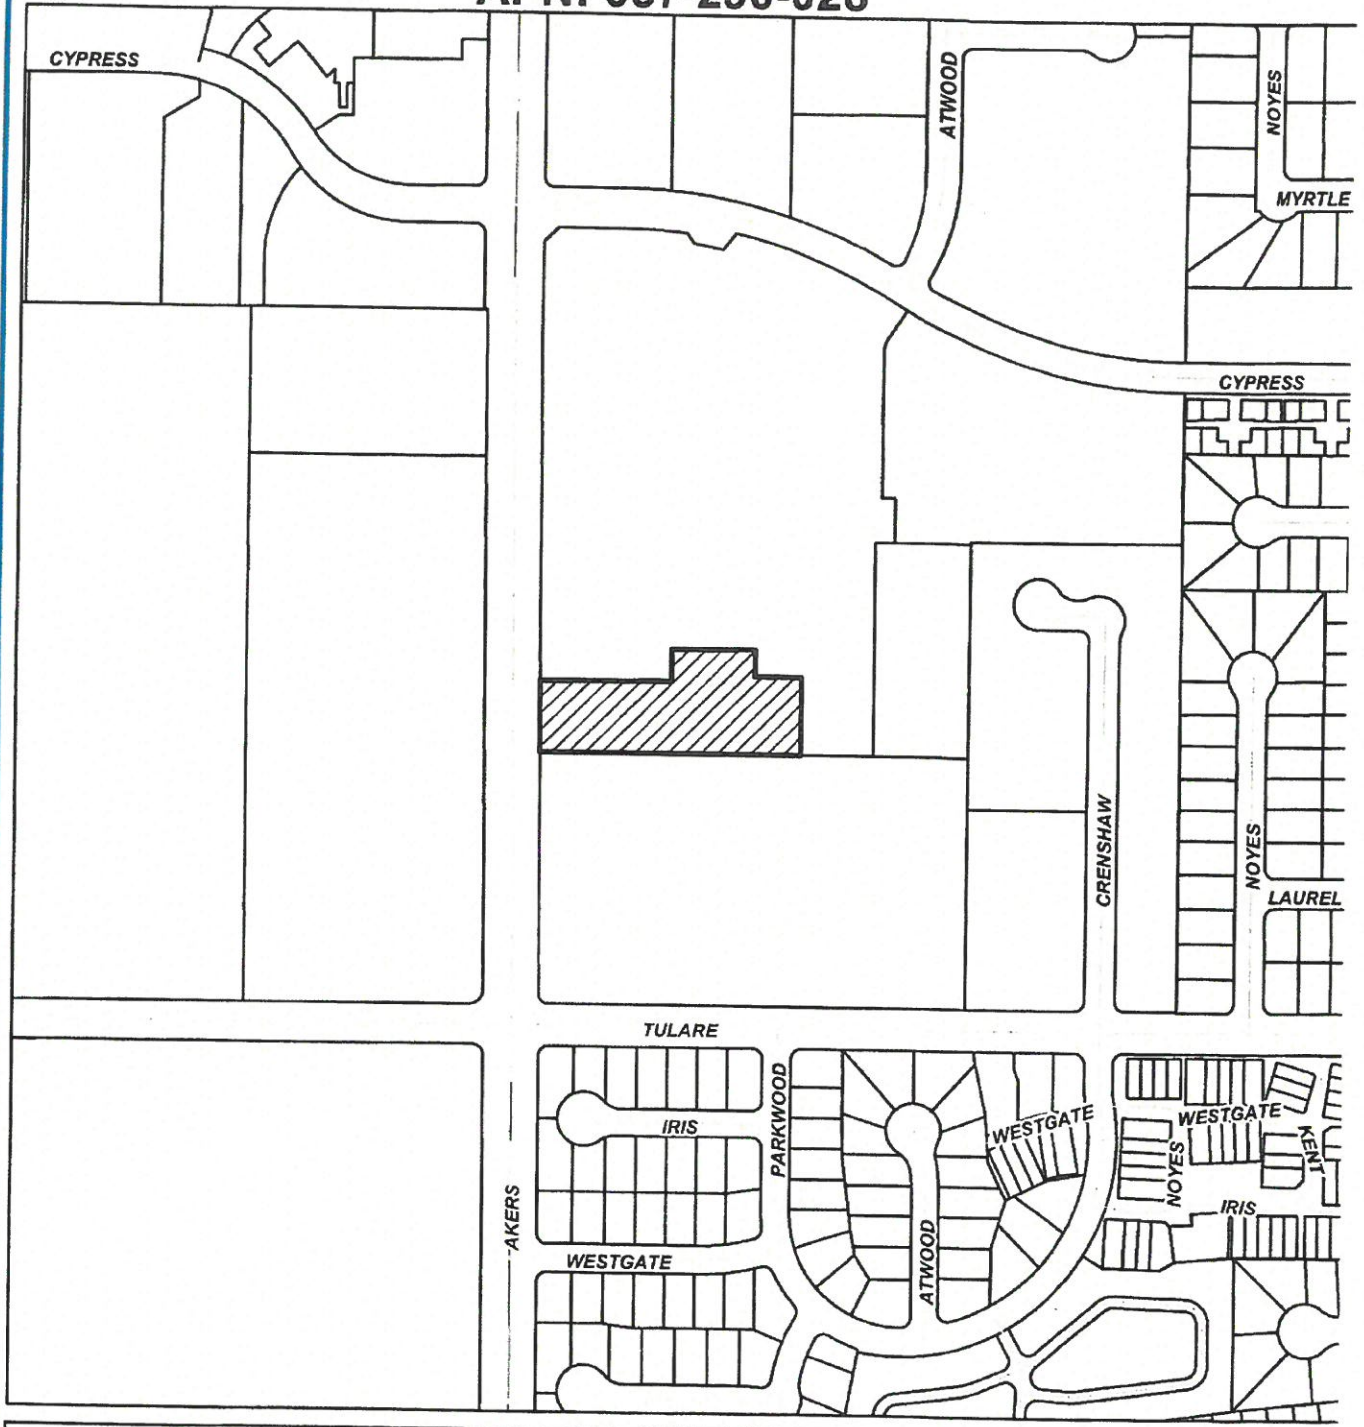 CYPRESS
ATWOOD
NOYES
MYRTLE
CYPRESS
CRENSHAW
NOYES
LAUREL
TULARE
PARKWOOD
IRIS
WESTGATE
WESTGATE
KENT
NOYES
IRIS
AKERS
ATWOOD
WESTGATE